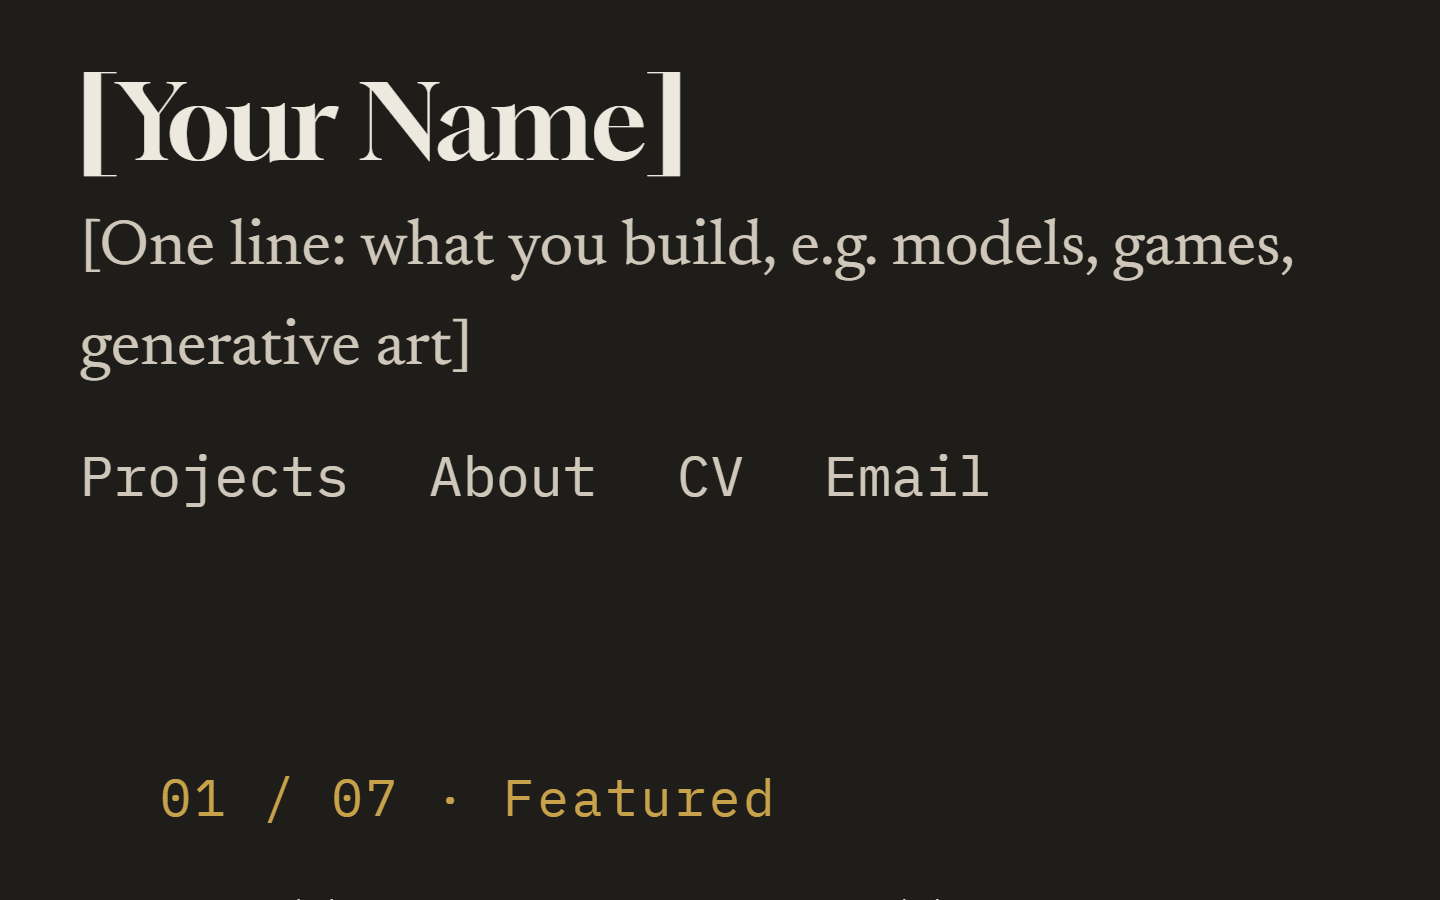 [Your Name]
[One line: what you build, e.g. models, games,
generative art]
Projects About CV Email
01 / 07 · Featured